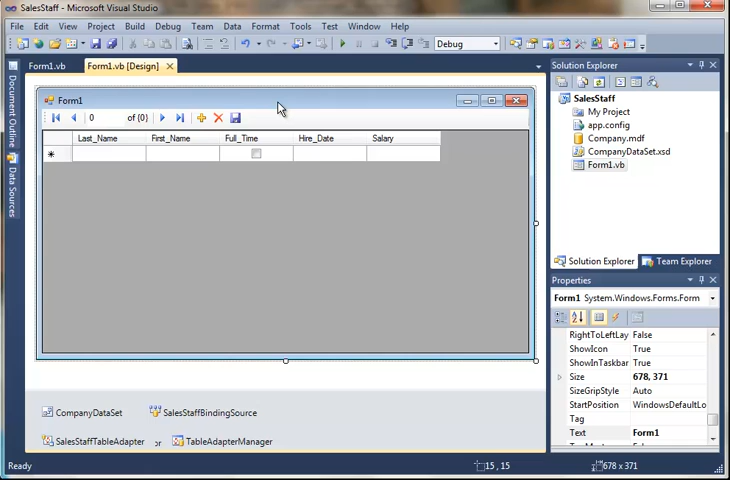 SalesStaff - Microsoft Visual Studio
File Edit View Project Build Debug Team Data Format Tools Test Window Help
Debug
Form1.vb Form1.vb [Design]
Document Outline
Data Sources
Form1
0 of {0}
Last_Name First_Name Full_Time Hire_Date Salary
CompanyDataSet SalesStaffBindingSource
SalesStaffTableAdapter or TableAdapterManager
Solution Explorer
SalesStaff
My Project
app.config
Company.mdf
CompanyDataSet.xsd
Form1.vb
Solution Explorer Team Explorer
Properties
Form1 System.Windows.Forms.Form
RightToLeftLay False
ShowIcon True
ShowInTaskbar True
Size 678, 371
SizeGripStyle Auto
StartPosition WindowsDefaultLo
Tag
Text Form1
Ready 15 , 15 678 x 371